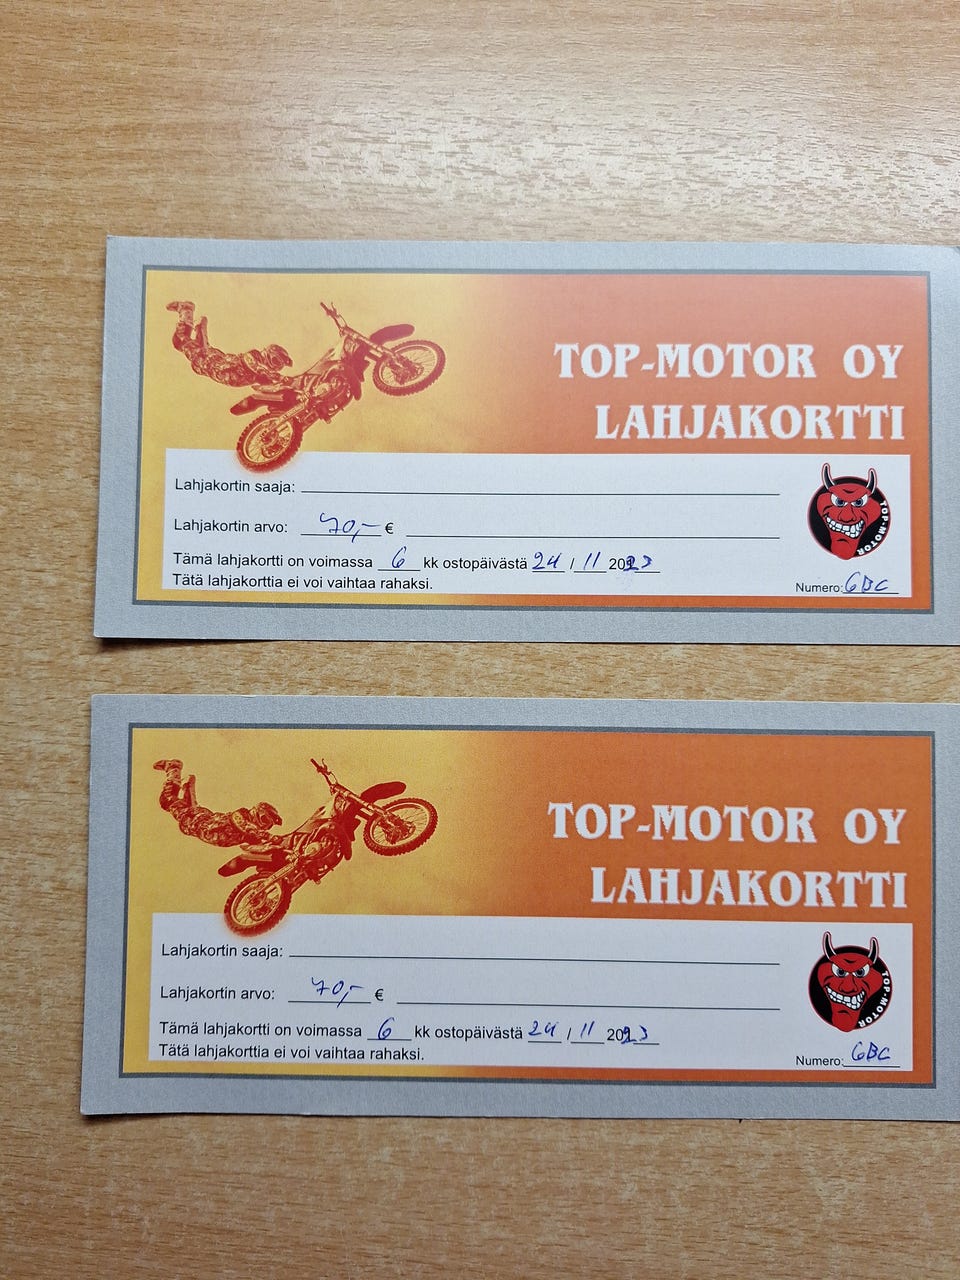 TOP-MOTOR OY
LAHJAKORTTI
Lahjakortin saaja:
Lahjakortin arvo: 70,- €
Tämä lahjakortti on voimassa 6 kk ostopäivästä 24 / 11 2023
Tätä lahjakorttia ei voi vaihtaa rahaksi.
TOP-MOTOR
Numero: GBC
TOP-MOTOR OY
LAHJAKORTTI
Lahjakortin saaja:
Lahjakortin arvo: 70,- €
Tämä lahjakortti on voimassa 6 kk ostopäivästä 24 / 11 2023
Tätä lahjakorttia ei voi vaihtaa rahaksi.
TOP-MOTOR
Numero: GBC